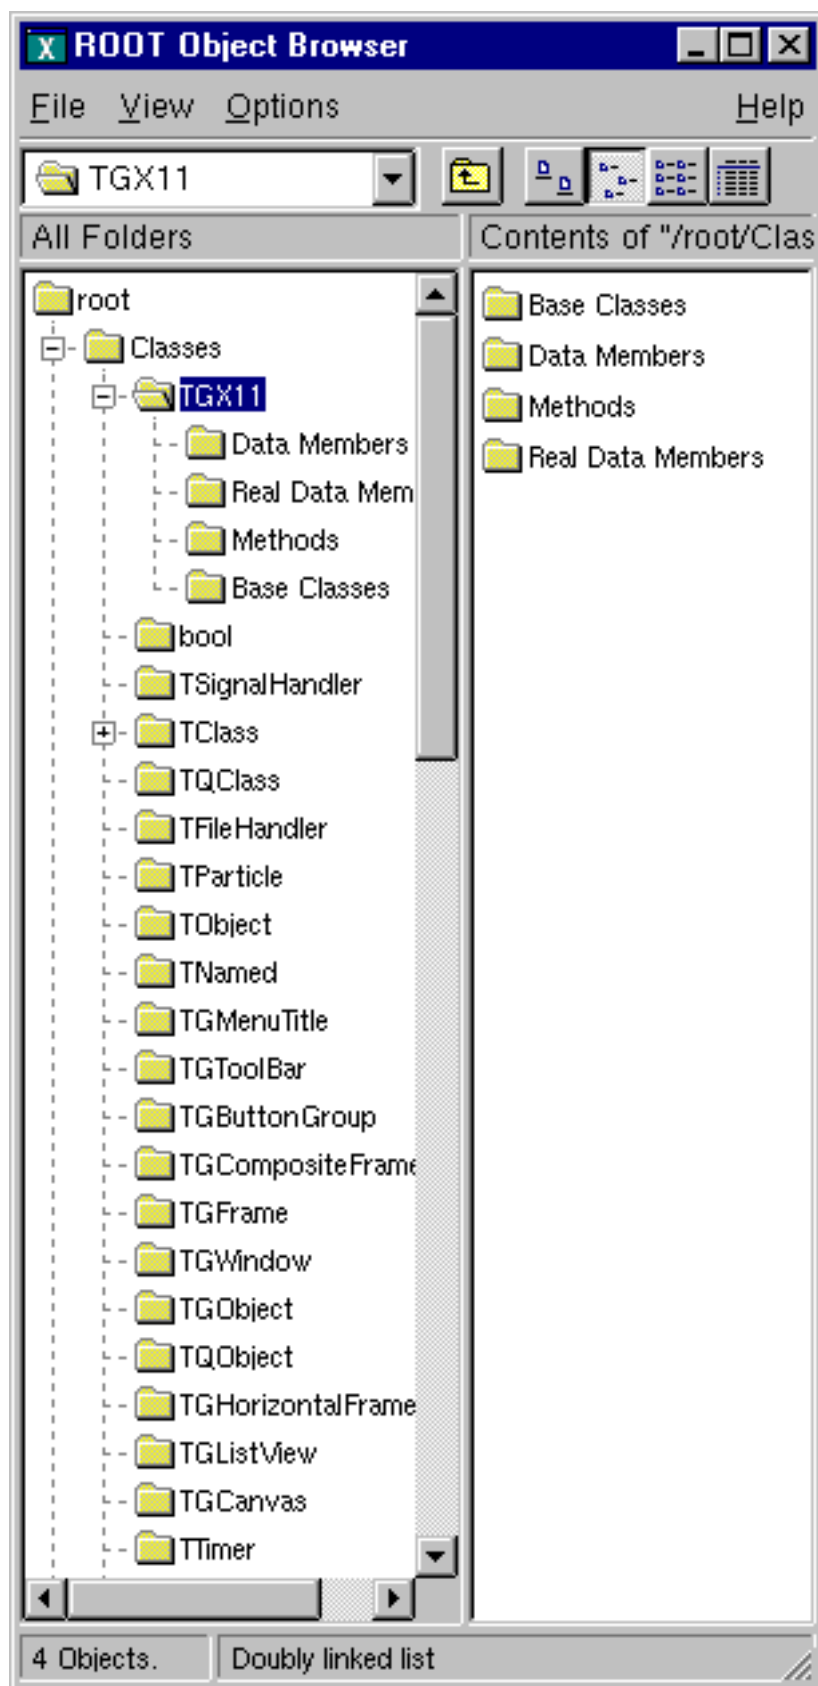 X ROOT Object Browser
File View Options Help
TGX11
All Folders
Contents of "/root/Clas
root
Classes
TGX11
Data Members
Real Data Mem
Methods
Base Classes
bool
TSignalHandler
TClass
TQClass
TFileHandler
TParticle
TObject
TNamed
TGMenuTitle
TGToolBar
TGButtonGroup
TGCompositeFrame
TGFrame
TGWindow
TGObject
TQObject
TGHorizontalFrame
TGListView
TGCanvas
TTimer
Base Classes
Data Members
Methods
Real Data Members
4 Objects.
Doubly linked list